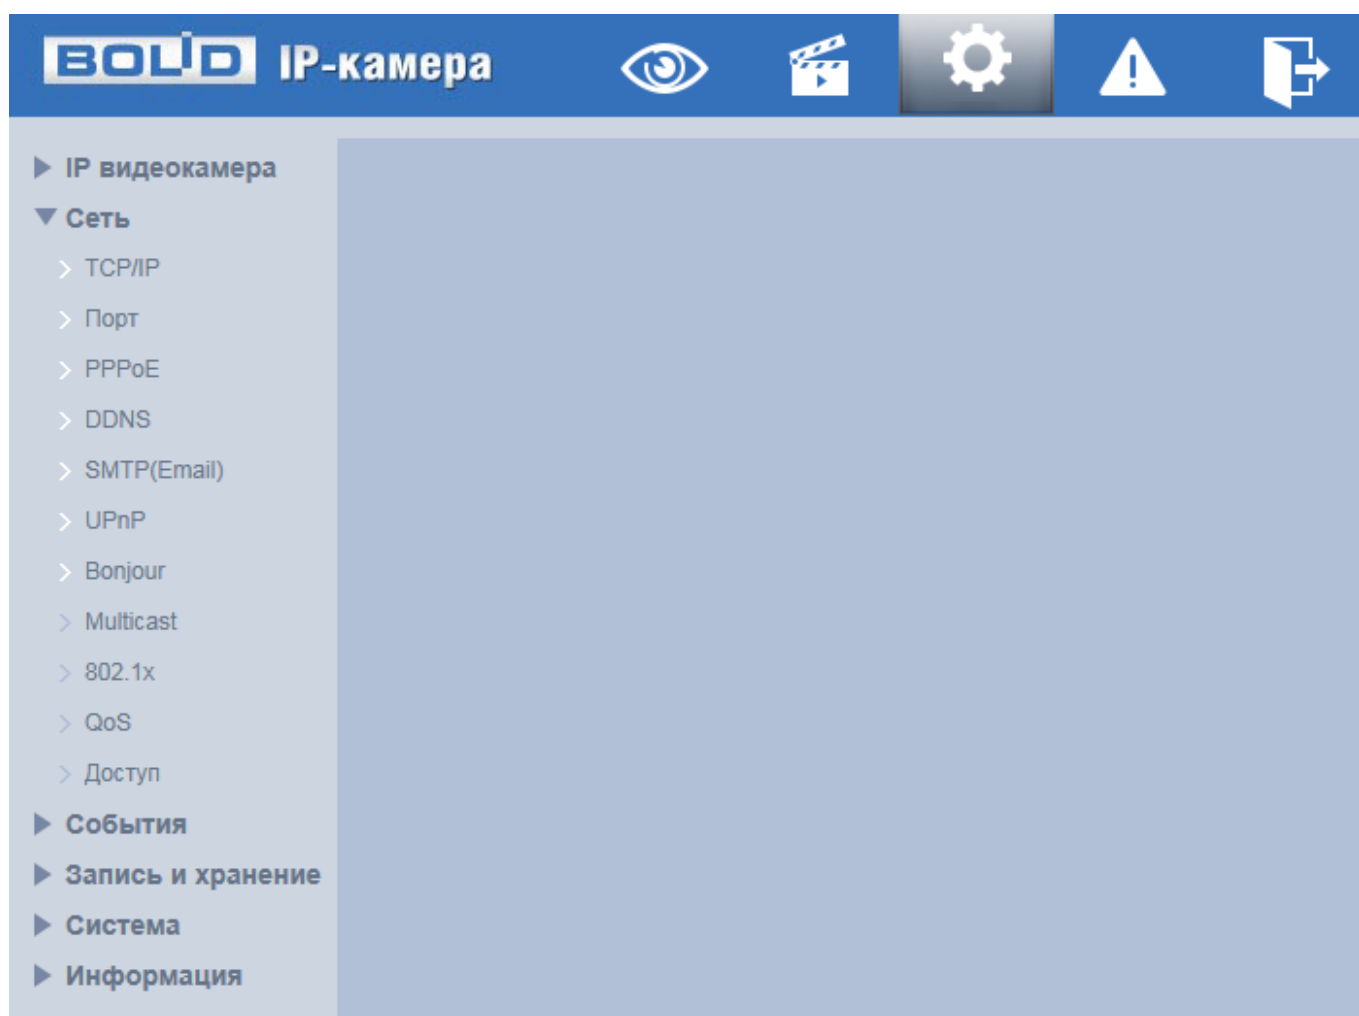 BOLID IP-камера
IP видеокамера
Сеть
TCP/IP
Порт
PPPoE
DDNS
SMTP(Email)
UPnP
Bonjour
Multicast
802.1x
QoS
Доступ
События
Запись и хранение
Система
Информация